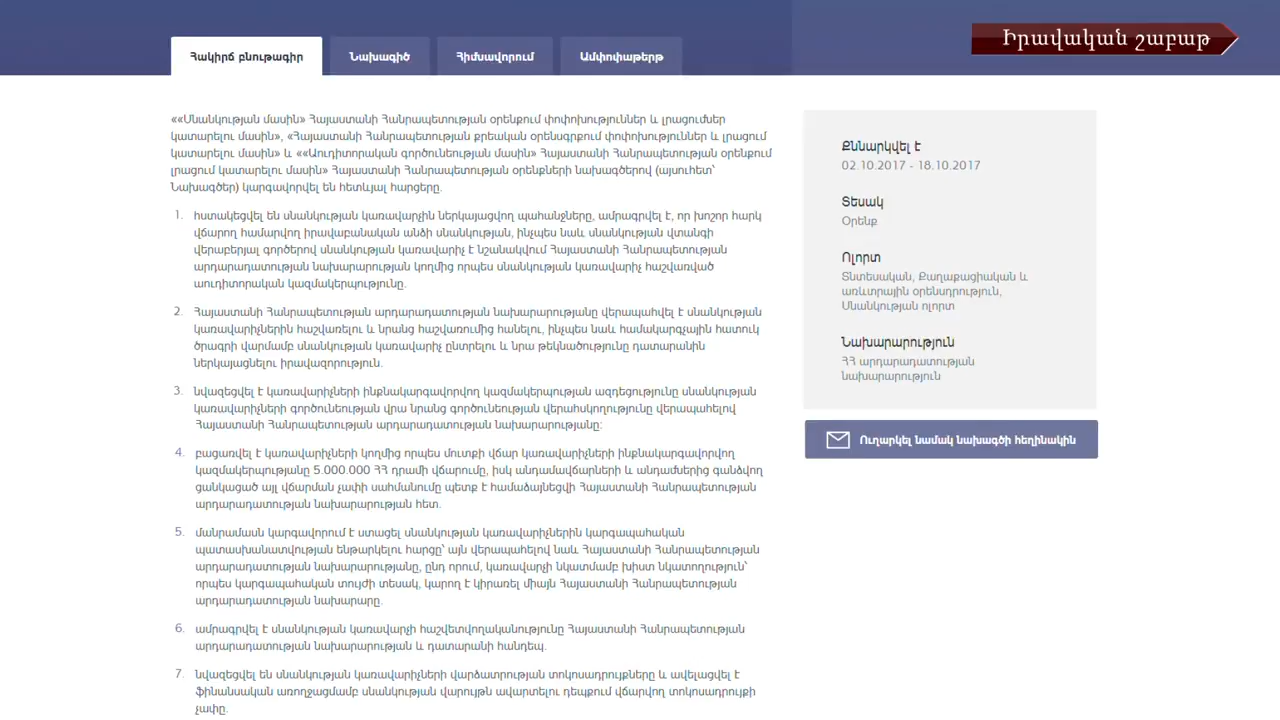 Հակիրճ բնութագիր
Նախագիծ
Հիմնավորում
Ամփոփաթերթ
Իրավական շաբաթ
««Սնանկության մասին» Հայաստանի Հանրապետության օրենքում փոփոխություններ և լրացումներ
կատարելու մասին», «Հայաստանի Հանրապետության քրեական օրենսգրքում փոփոխություններ և լրացում
կատարելու մասին» և ««Աուդիտորական գործունեության մասին» Հայաստանի Հանրապետության օրենքում
լրացում կատարելու մասին» Հայաստանի Հանրապետության օրենքների նախագծերով (այսուհետ՝
Նախագծեր) կարգավորվել են հետևյալ հարցերը.
1. հստակեցվել են սնանկության կառավարչին ներկայացվող պահանջները, ամրագրվել է, որ խոշոր հարկ
վճարող համարվող իրավաբանական անձի սնանկության, ինչպես նաև սնանկության վտանգի
վերաբերյալ գործերով սնանկության կառավարիչ է նշանակվում Հայաստանի Հանրապետության
արդարադատության նախարարության կողմից որպես սնանկության կառավարիչ հաշվառված
աուդիտորական կազմակերպությունը.
2. Հայաստանի Հանրապետության արդարադատության նախարարությանը վերապահվել է սնանկության
կառավարիչներին հաշվառելու և նրանց հաշվառումից հանելու, ինչպես նաև համակարգչային հատուկ
ծրագրի վարմամբ սնանկության կառավարիչ ընտրելու և նրա թեկնածությունը դատարանին
ներկայացնելու իրավազորություն.
3. նվազեցվել է կառավարիչների ինքնակարգավորվող կազմակերպության ազդեցությունը սնանկության
կառավարիչների գործունեության վրա նրանց գործունեության վերահսկողությունը վերապահելով
Հայաստանի Հանրապետության արդարադատության նախարարությանը:
4. բացառվել է կառավարիչների կողմից որպես մուտքի վճար կառավարիչների ինքնակարգավորվող
կազմակերպությանը 5.000.000 ՀՀ դրամի վճարումը, իսկ անդամավճարների և անդամներից գանձվող
ցանկացած այլ վճարման չափի սահմանումը պետք է համաձայնեցվի Հայաստանի Հանրապետության
արդարադատության նախարարության հետ.
5. մանրամասն կարգավորում է ստացել սնանկության կառավարիչներին կարգապահական
պատասխանատվության ենթարկելու հարցը՝ այն վերապահելով նաև Հայաստանի Հանրապետության
արդարադատության նախարարությանը, ընդ որում, կառավարչի նկատմամբ խիստ նկատողություն՝
որպես կարգապահական տույժի տեսակ, կարող է կիրառել միայն Հայաստանի Հանրապետության
արդարադատության նախարարը.
6. ամրագրվել է սնանկության կառավարչի հաշվետվողականությունը Հայաստանի Հանրապետության
արդարադատության նախարարության և դատարանի հանդեպ.
7. նվազեցվել են սնանկության կառավարիչների վարձատրության տոկոսադրույքները և ավելացվել է
ֆինանսական առողջացմամբ սնանկության վարույթն ավարտելու դեպքում վճարվող տոկոսադրույքի
չափը.
Քննարկվել է
02.10.2017 - 18.10.2017
Տեսակ
Օրենք
Ոլորտ
Տնտեսական, Քաղաքացիական և
առևտրային օրենսդրություն,
Սնանկության ոլորտ
Նախարարություն
ՀՀ արդարադատության
նախարարություն
Ուղարկել նամակ նախագծի հեղինակին